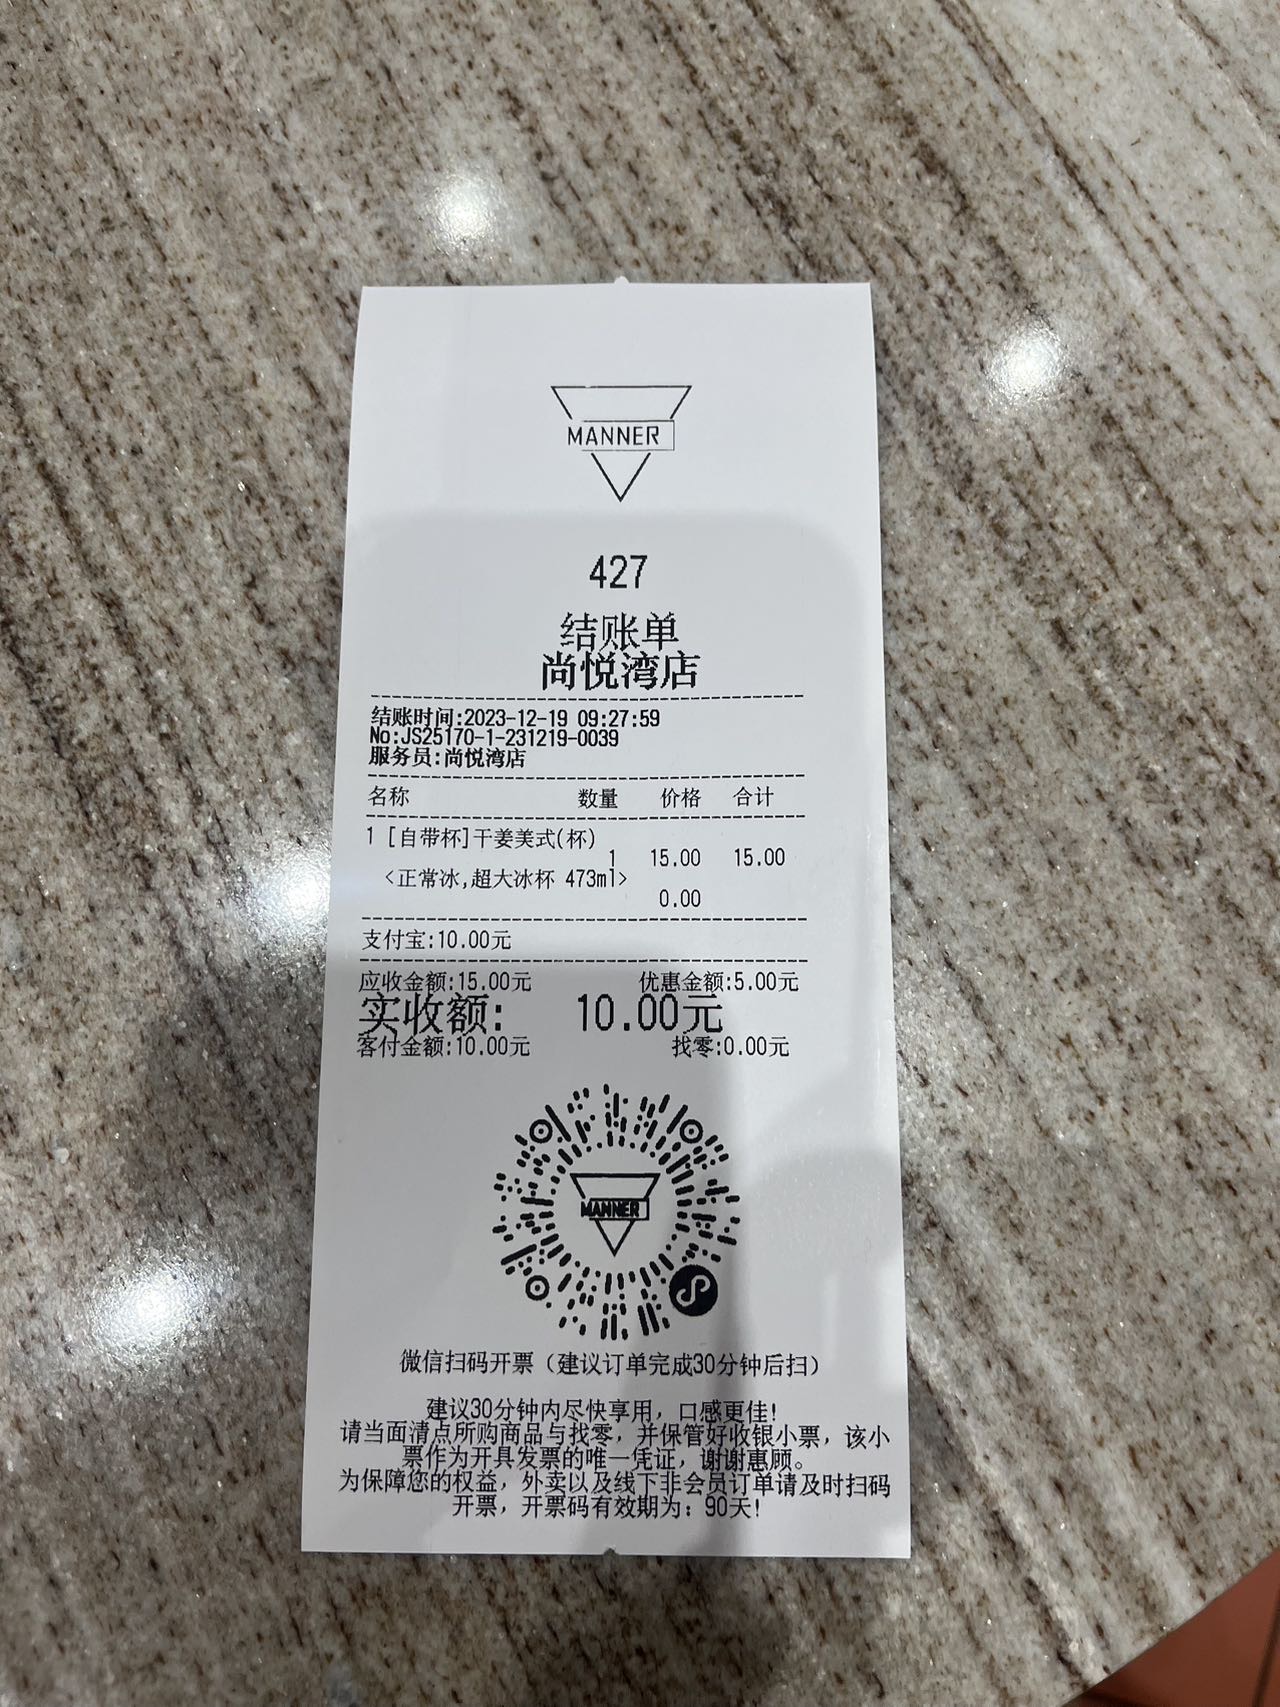 MANNER
427
结账单
尚悦湾店
结账时间:2023-12-19 09:27:59
No:JS25170-1-231219-0039
服务员:尚悦湾店
名称 数量 价格 合计
1 [自带杯]干姜美式(杯)
1 15.00 15.00
<正常冰,超大冰杯 473ml>
0.00
支付宝:10.00元
应收金额:15.00元 优惠金额:5.00元
实收额: 10.00元
客付金额:10.00元 找零:0.00元
MANNER
微信扫码开票（建议订单完成30分钟后扫）
建议30分钟内尽快享用，口感更佳!
请当面清点所购商品与找零，并保管好收银小票，该小
票作为开具发票的唯一凭证，谢谢惠顾。
为保障您的权益，外卖以及线下非会员订单请及时扫码
开票，开票码有效期为：90天!